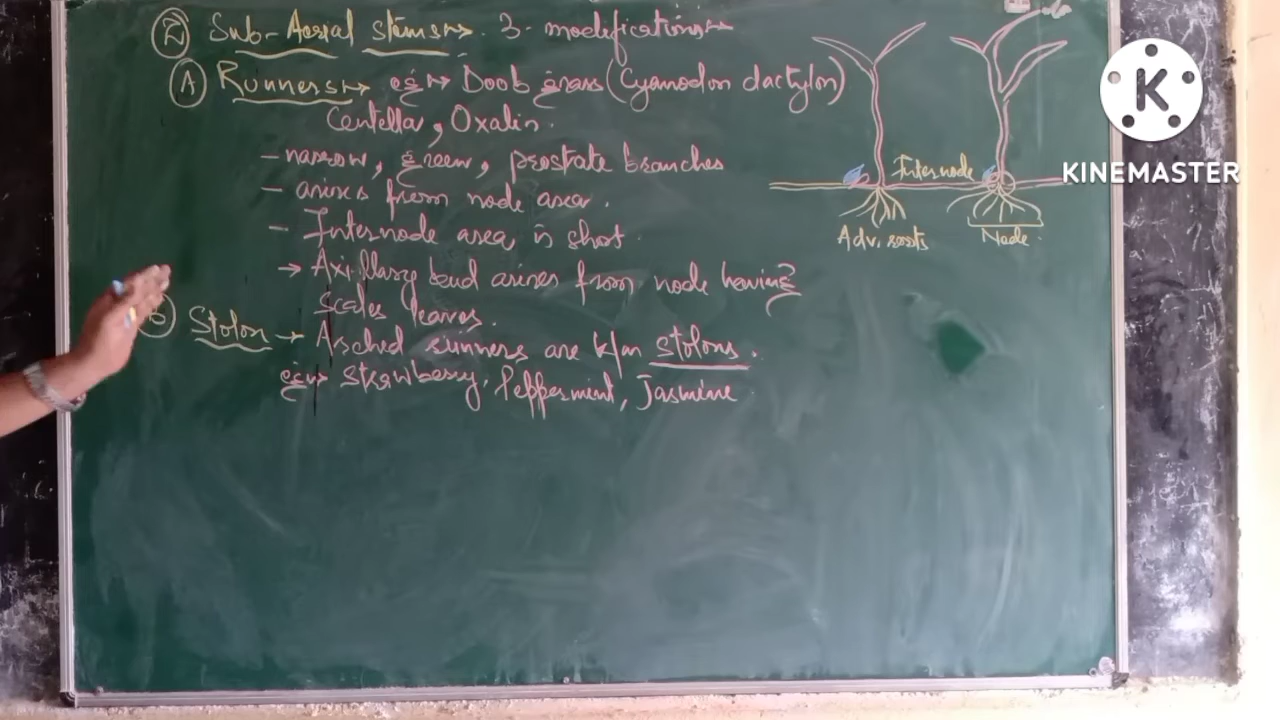 ② Sub-Aerial stems → 3- modifications →
Ⓐ Runners → eg → Doob grass (Cyanodon dactylon)
Centella, Oxalis.
- narrow, green, prostrate branches
- arises from node area.
- Internode area is short.
→ Axillary bud arises from node having
scales leaves.
Stolon → Arched runners are k/as stolons.
eg → Strawberry, Pepperment, Jasmine
Internode
Adv. roots
Node.
K
KINEMASTER